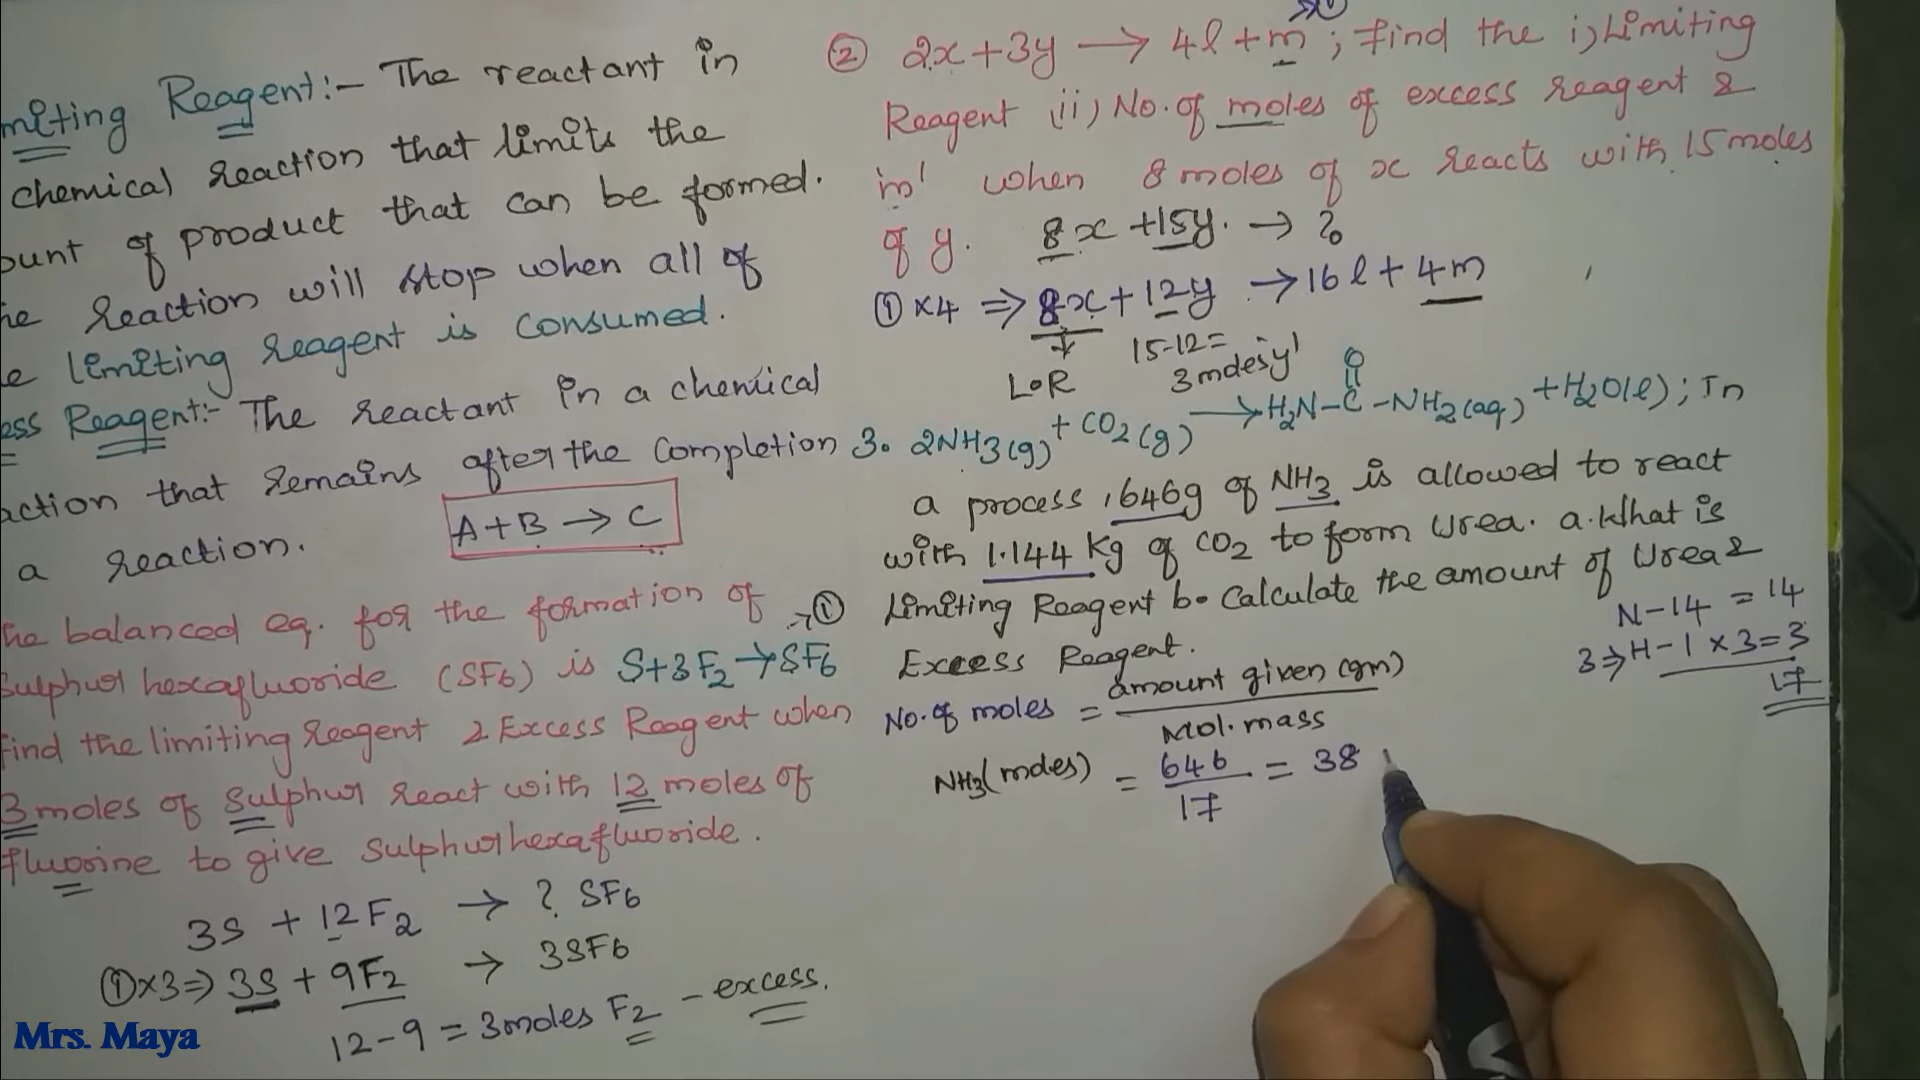 miting Reagent:- The reactant in
chemical reaction that limits the
ount of product that can be formed.
he reaction will stop when all of
e limiting reagent is consumed.
ess Reagent:- The reactant in a chemical
action that remains after the completion
a reaction.
A+B → C
he balanced eq. for the formation of
Sulphur hexafluoride (SF6) is S+3F2→SF6 →①
Find the limiting reagent & Excess Reagent when
3 moles of Sulphur react with 12 moles of
fluorine to give sulphurhexafluoride.
3S + 12F2 → ? SF6
①×3⇒ 3S + 9F2 → 3SF6
12-9 = 3moles F2 - excess.
Mrs. Maya
② 2x+3y → 4l+m ; find the i, Limiting
Reagent (ii) No. of moles of excess reagent &
'm' when 8 moles of x reacts with 15 moles
of y. 8x +15y. → ?
①×4 ⇒ 8x + 12y → 16l + 4m
↓ 15-12=
LoR 3moles'y'
O
3. 2NH3(g) + CO2(g) → H2N-C-NH2(aq) + H2O(l) ; In
a process, 646g of NH3 is allowed to react
with 1.144 Kg of CO2 to form Urea. a. What is
Limiting Reagent b. Calculate the amount of Urea &
Excess Reagent.
N-14 = 14
3⇒H-1×3=3
17
No. of moles = amount given (gm)
Mol. mass
NH3(moles) = 646 = 38
17